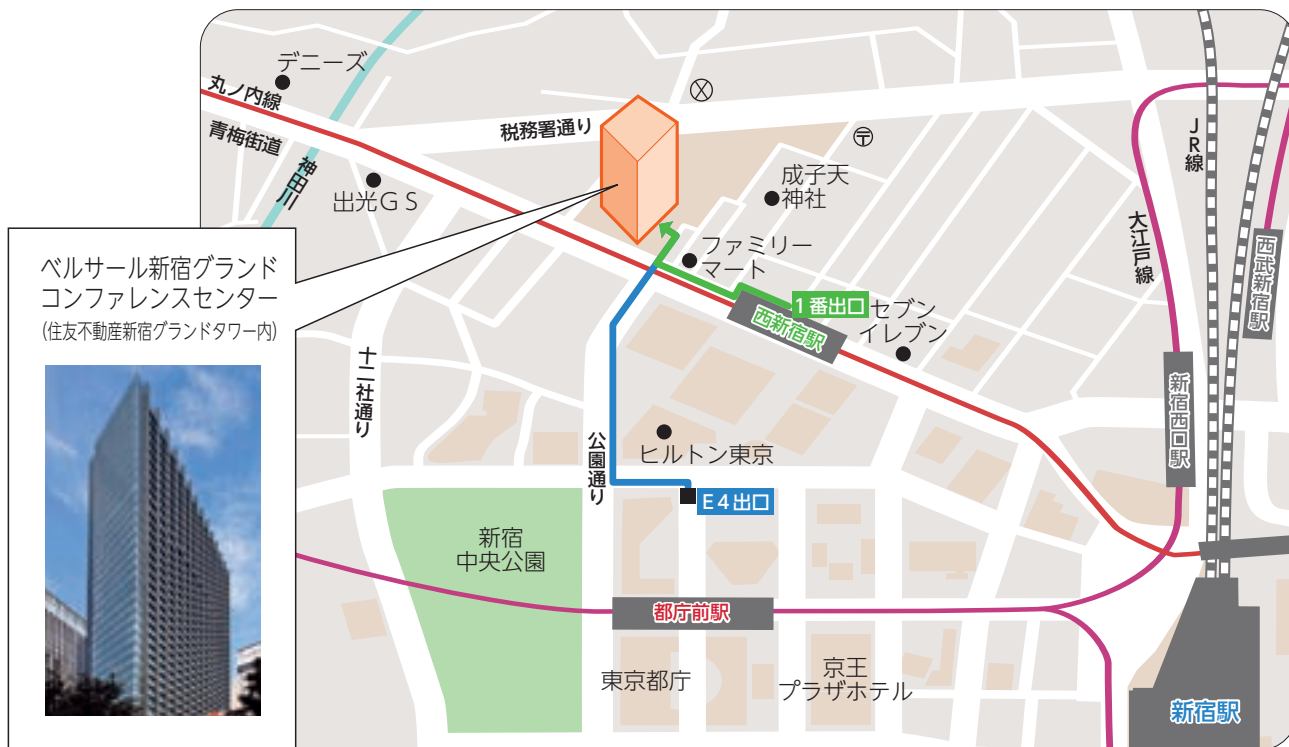 デニーズ
丸ノ内線
青梅街道
神田川
出光GS
税務署通り
成子天
神社
ファミリー
マート
1番出口
セブン
イレブン
西新宿駅
JR線
大江戸線
西武新宿駅
新宿西口駅
ベルサール新宿グランド
コンファレンスセンター
(住友不動産新宿グランドタワー内)
十二社通り
公園通り
ヒルトン東京
E4出口
新宿
中央公園
都庁前駅
東京都庁
京王
プラザホテル
新宿駅